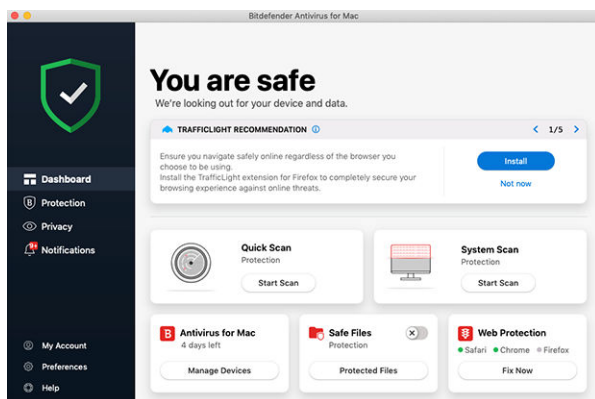 Bitdefender Antivirus for Mac
You are safe
We're looking out for your device and data.
TRAFFICLIGHT RECOMMENDATION
1/5
Ensure you navigate safely online regardless of the browser you
choose to be using.
Install the TrafficLight extension for Firefox to completely secure your
browsing experience against online threats.
Install
Not now
Dashboard
B Protection
Privacy
9+ Notifications
My Account
Preferences
Help
Quick Scan
Protection
Start Scan
System Scan
Protection
Start Scan
B Antivirus for Mac
4 days left
Manage Devices
Safe Files
Protection
Protected Files
Web Protection
Safari Chrome Firefox
Fix Now